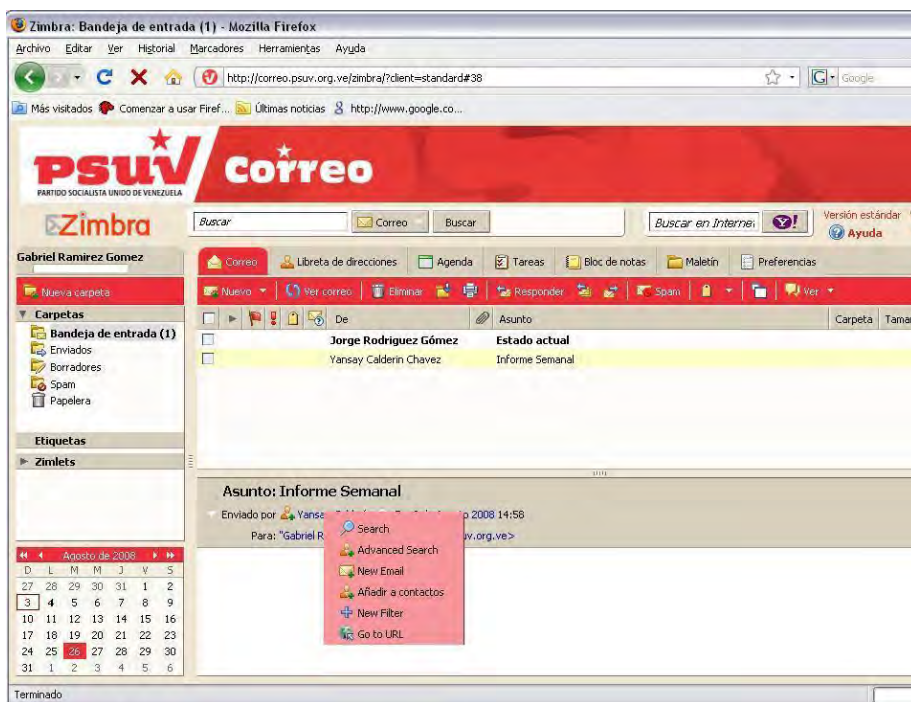 Zimbra: Bandeja de entrada (1) - Mozilla Firefox
Archivo Editar Ver Historial Marcadores Herramientas Ayuda
http://correo.psuv.org.ve/zimbra/?client=standard#38
G Google
Más visitados Comenzar a usar Firef... Últimas noticias http://www.google.co...
PSUV Correo
PARTIDO SOCIALISTA UNIDO DE VENEZUELA
Zimbra Buscar Correo Buscar Buscar en Internet Y! Versión estándar
Ayuda
Gabriel Ramirez Gomez
Correo Libreta de direcciones Agenda Tareas Bloc de notas Maletín Preferencias
Nueva carpeta Nuevo Ver correo Eliminar Responder Spam Ver
Carpetas De Asunto Carpeta Tamañ
Bandeja de entrada (1) Jorge Rodriguez Gómez Estado actual
Enviados Yansay Calderin Chavez Informe Semanal
Borradores
Spam
Papelera
Etiquetas
Zimlets
Asunto: Informe Semanal
Enviado por Yansa 2008 14:58
Para: "Gabriel R uv.org.ve>
Search
Advanced Search
New Email
Añadir a contactos
New Filter
Go to URL
Agosto de 2008
D L M M J V S
27 28 29 30 31 1 2
3 4 5 6 7 8 9
10 11 12 13 14 15 16
17 18 19 20 21 22 23
24 25 26 27 28 29 30
31 1 2 3 4 5 6
Terminado